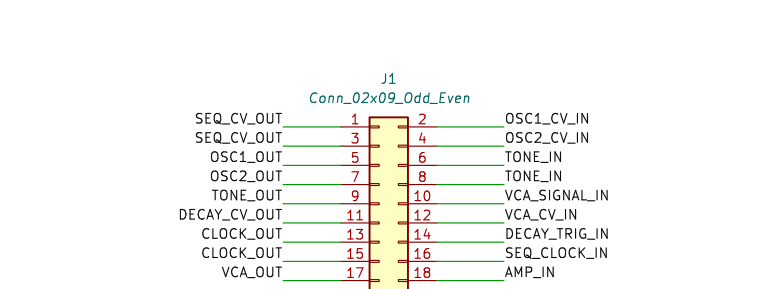 J1
Conn_02x09_Odd_Even
SEQ_CV_OUT 1 2 OSC1_CV_IN
SEQ_CV_OUT 3 4 OSC2_CV_IN
OSC1_OUT 5 6 TONE_IN
OSC2_OUT 7 8 TONE_IN
TONE_OUT 9 10 VCA_SIGNAL_IN
DECAY_CV_OUT 11 12 VCA_CV_IN
CLOCK_OUT 13 14 DECAY_TRIG_IN
CLOCK_OUT 15 16 SEQ_CLOCK_IN
VCA_OUT 17 18 AMP_IN